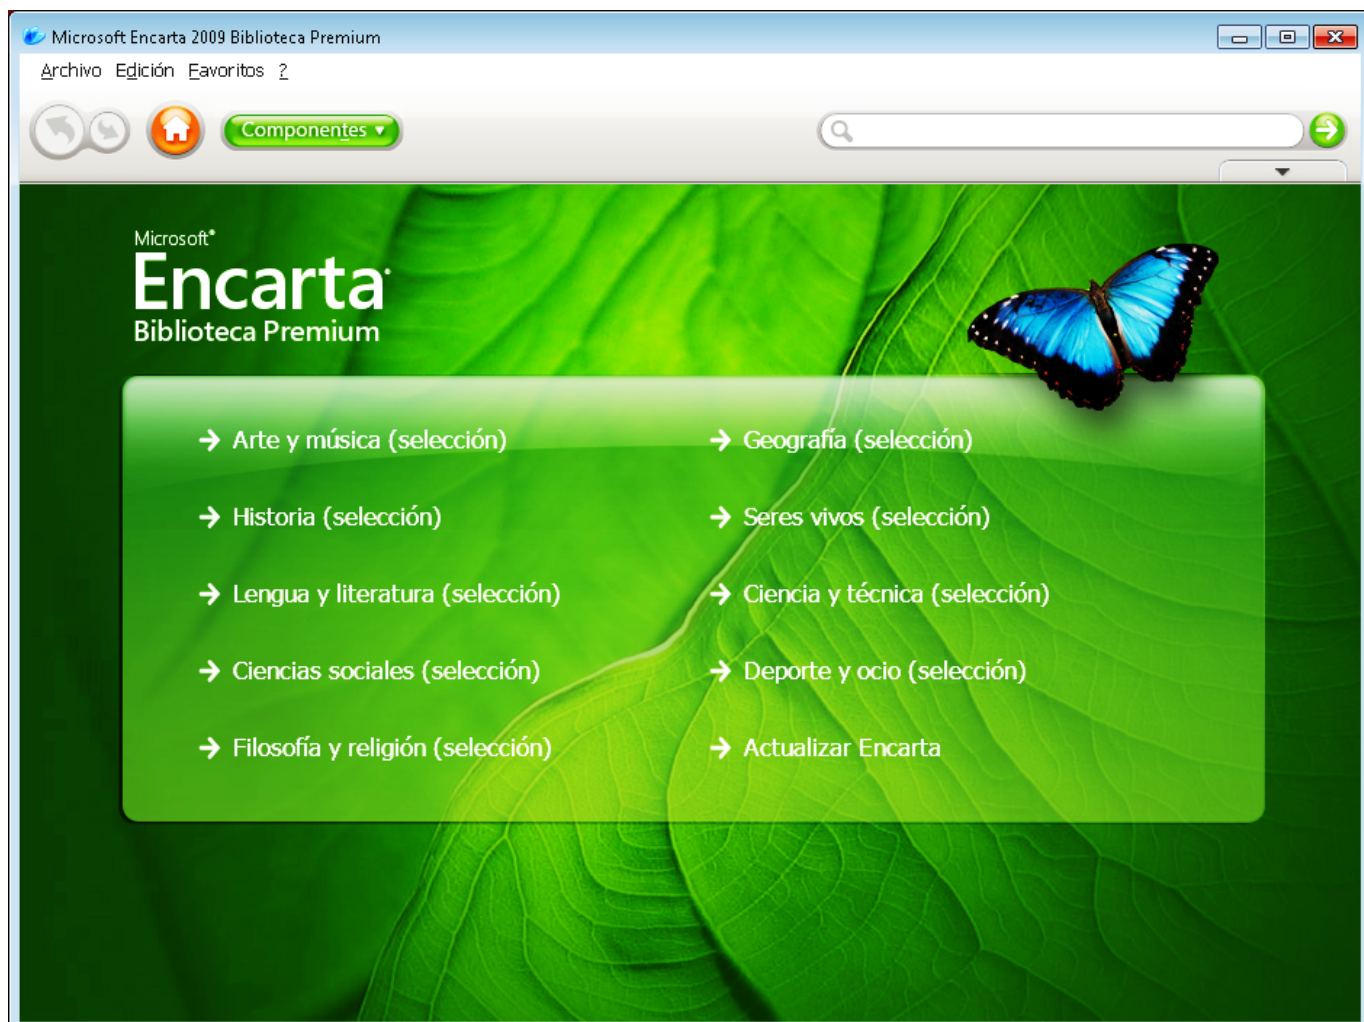 Microsoft Encarta 2009 Biblioteca Premium
Archivo Edición Favoritos ?
Componentes
Microsoft®
Encarta
Biblioteca Premium
Arte y música (selección)
Geografía (selección)
Historia (selección)
Seres vivos (selección)
Lengua y literatura (selección)
Ciencia y técnica (selección)
Ciencias sociales (selección)
Deporte y ocio (selección)
Filosofía y religión (selección)
Actualizar Encarta